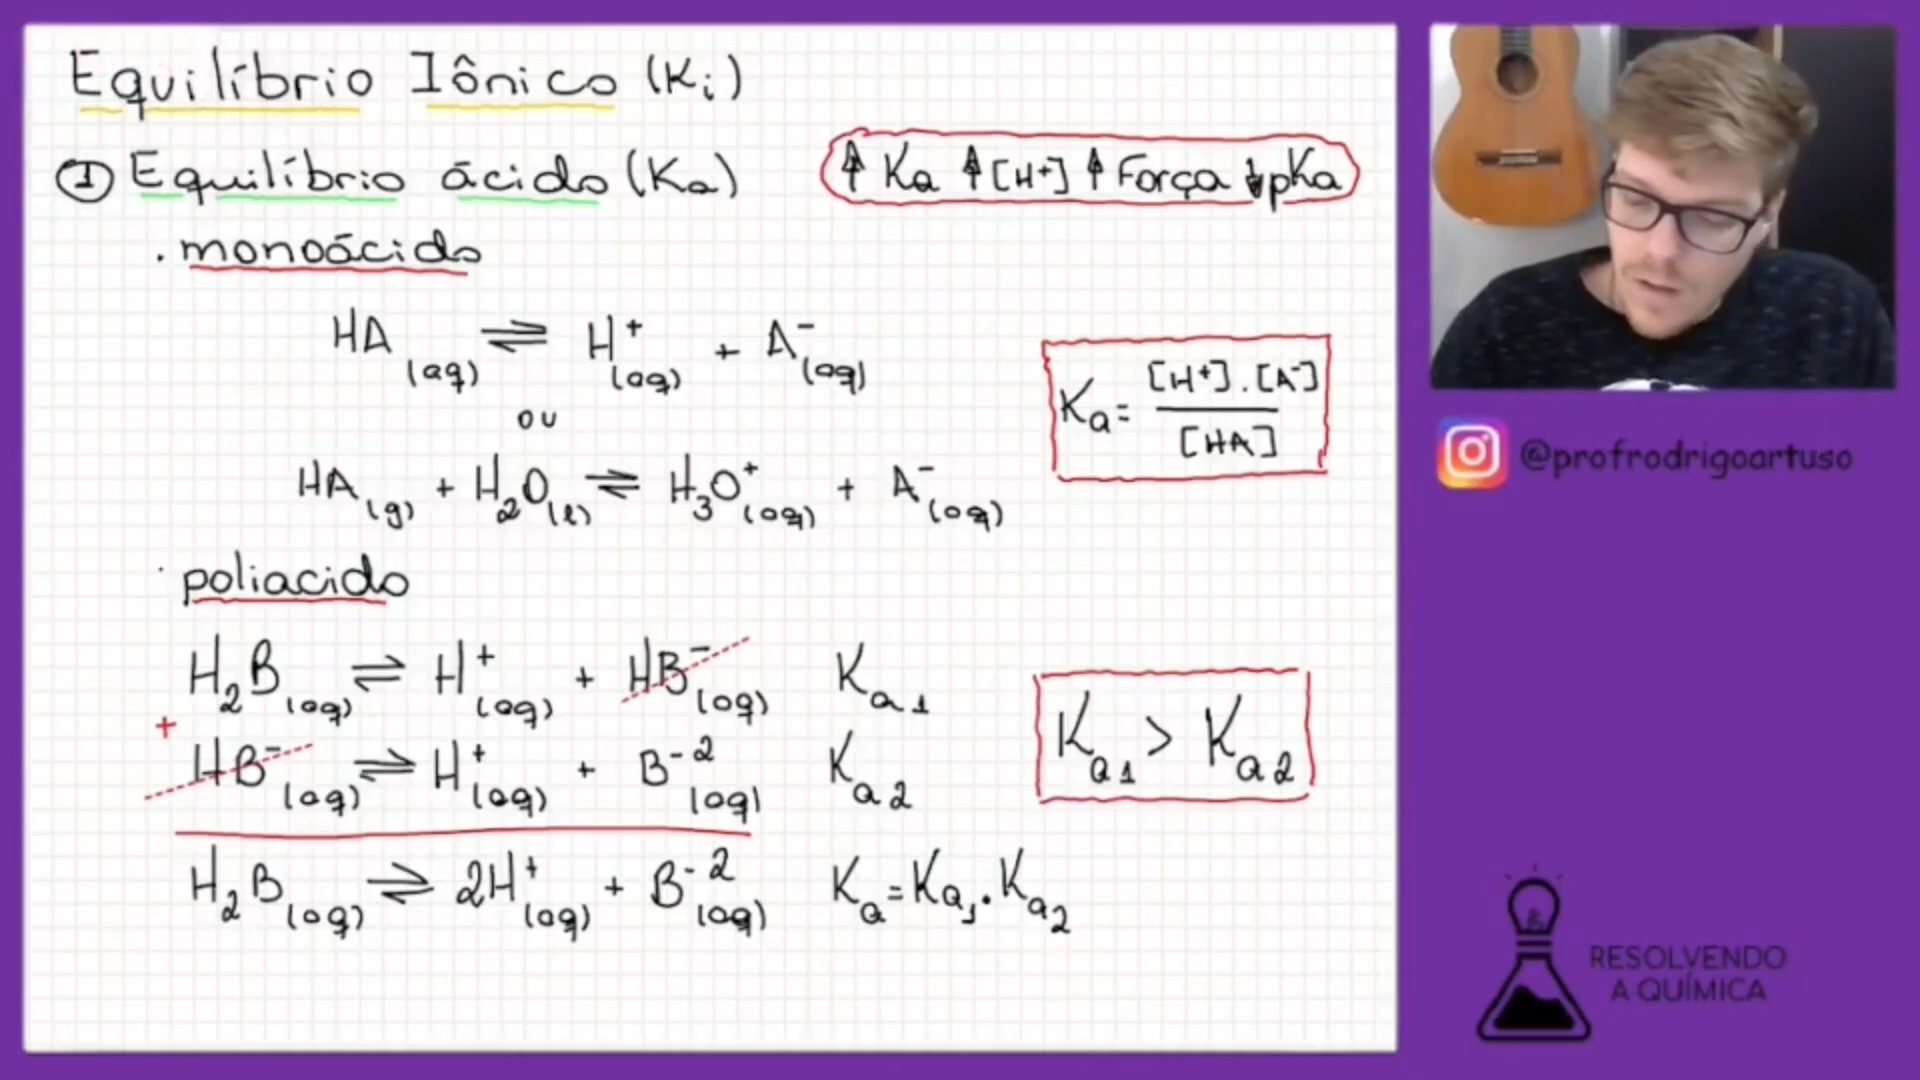 Equilíbrio Iônico (Ki)
① Equilíbrio ácido (Ka)
↑ Ka ↑ [H⁺] ↑ Força ↓ pKa
. monoácido
HA (aq) ⇌ H⁺ (aq) + A⁻ (aq)
ou
HA (g) + H₂O (l) ⇌ H₃O⁺ (aq) + A⁻ (aq)
Ka = [H⁺] . [A⁻]
[HA]
@profrodrigoartuso
. poliacido
H₂B (aq) ⇌ H⁺ (aq) + HB⁻ (aq) Ka1
+
HB⁻ (aq) ⇌ H⁺ (aq) + B⁻² (aq) Ka2
Ka1 > Ka2
H₂B (aq) ⇌ 2H⁺ (aq) + B⁻² (aq) Ka = Ka1 . Ka2
RESOLVENDO
A QUÍMICA